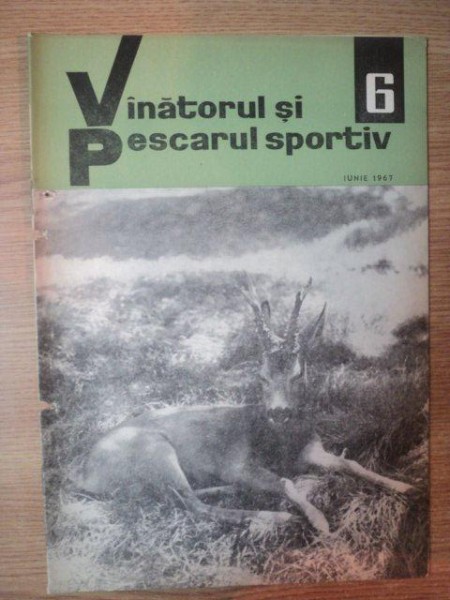 Vînătorul și
Pescarul sportiv
6
IUNIE 1967